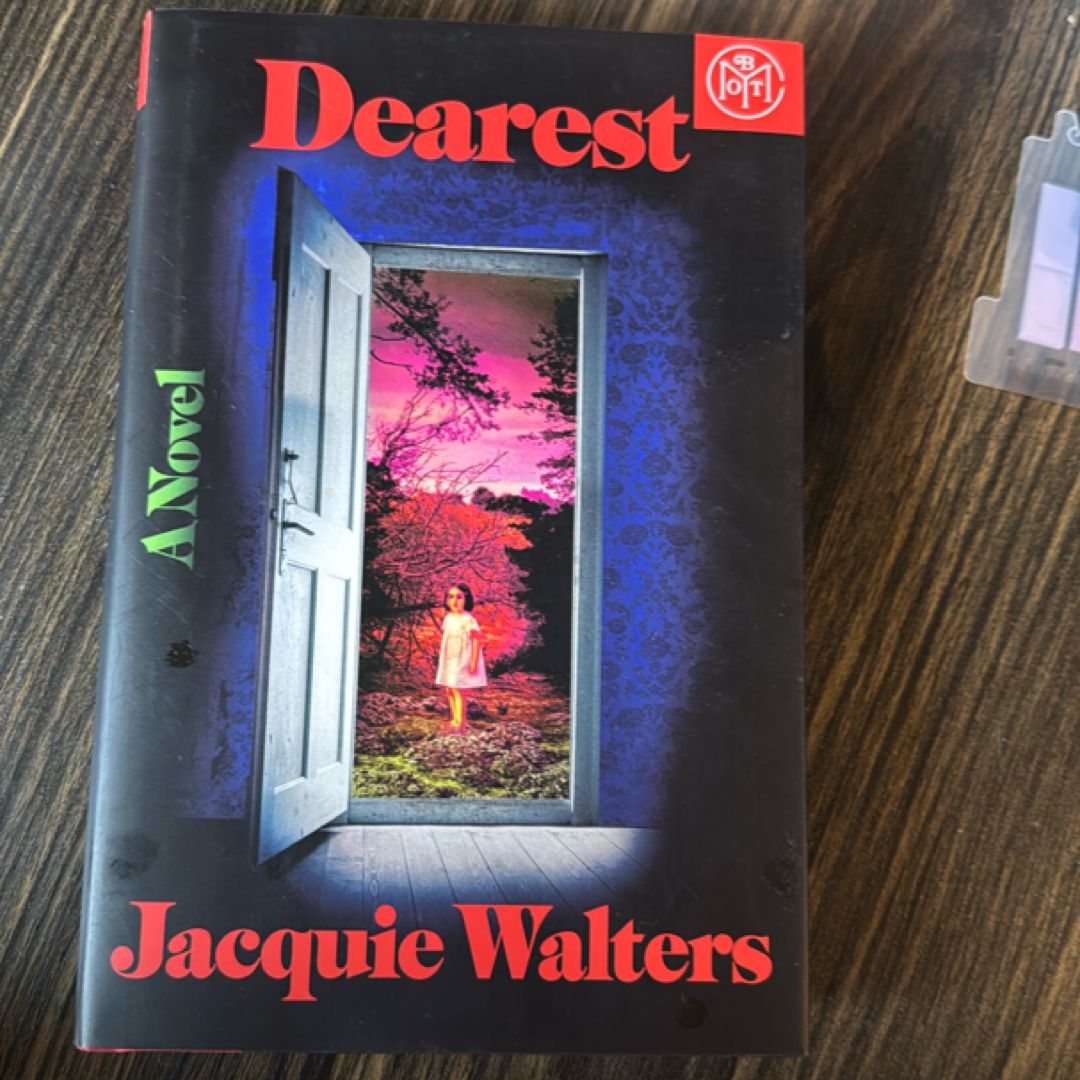 Dearest
BOTM
A Novel
Jacquie Walters